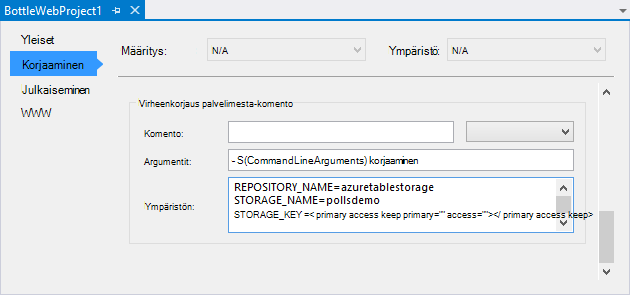 BottleWebProject1
Yleiset
Korjaaminen
Julkaiseminen
WWW
Määritys: N/A Ympäristö: N/A
Virheenkorjaus palvelimesta-komento
Komento:
Argumentit: - S(CommandLineArguments) korjaaminen
Ympäristön: REPOSITORY_NAME=azuretablestorage
STORAGE_NAME=pollsdemo
STORAGE_KEY =< primary access keep primary="" access=""></ primary access keep>